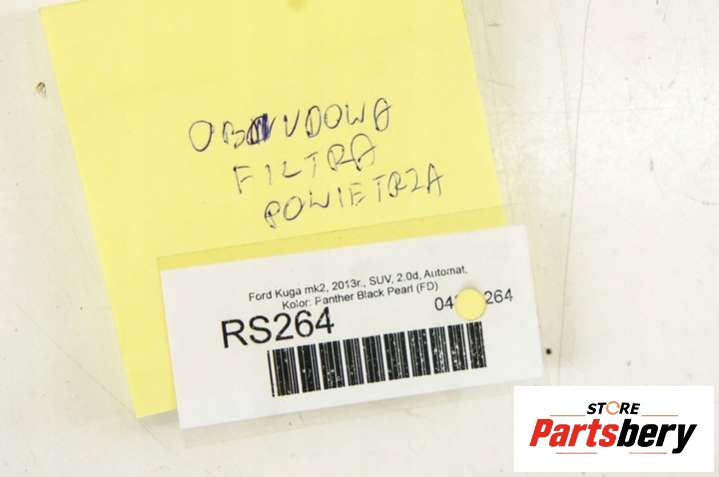 OBUDOWA
FILTRA
POWIETRZA
Ford Kuga mk2, 2013r., SUV, 2.0d, Automat.
Kolor: Panther Black Pearl (FD)
RS264
264
STORE
Partsbery